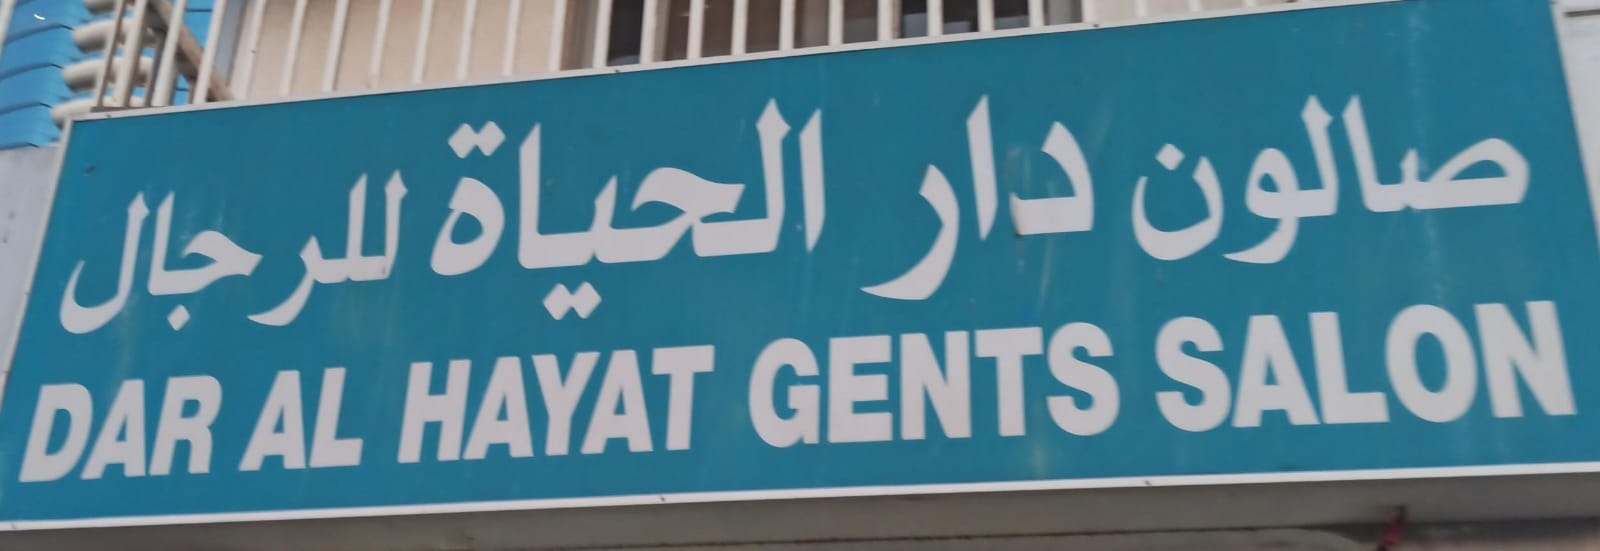 صالون دار الحياة للرجال
DAR AL HAYAT GENTS SALON